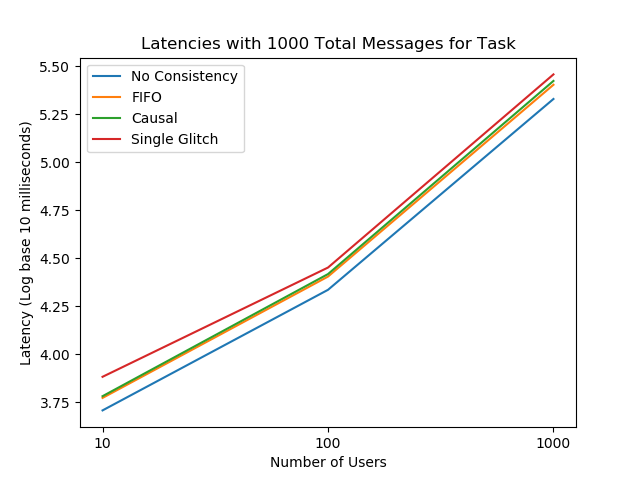 Latencies with 1000 Total Messages for Task
No Consistency
FIFO
Causal
Single Glitch
Latency (Log base 10 milliseconds)
5.50
5.25
5.00
4.75
4.50
4.25
4.00
3.75
10
100
1000
Number of Users